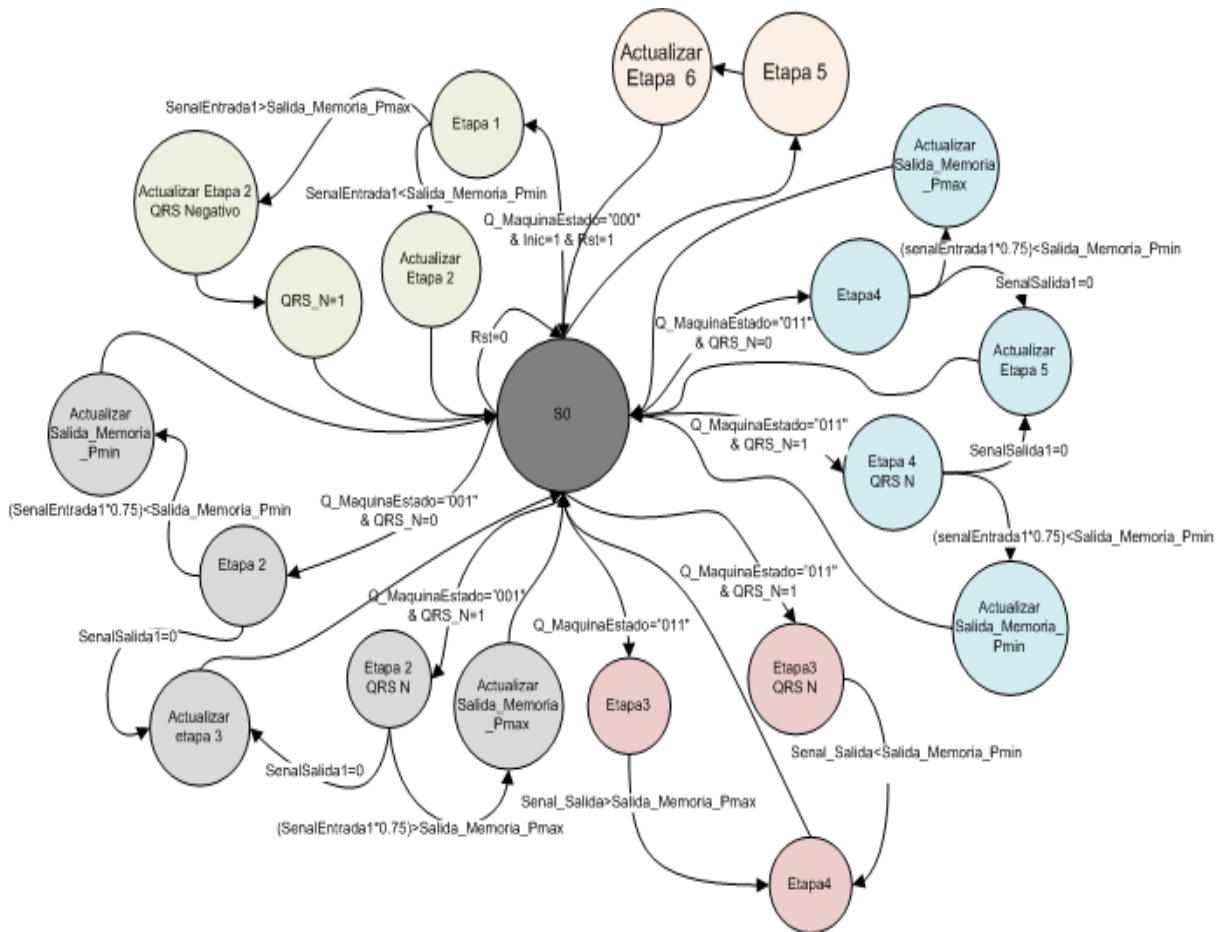 Actualizar
Etapa 6
Etapa 5
SenalEntrada1>Salida_Memoria_Pmax
Etapa 1
Actualizar
Salida_Memoria
_Pmax
Actualizar Etapa 2
QRS Negativo
SenalEntrada1<Salida_Memoria_Pmin
Q_MaquinaEstado="000"
& Inic=1 & Rst=1
(senalEntrada1*0.75)<Salida_Memoria_Pmin
Actualizar
Etapa 2
SenalSalida1=0
QRS_N=1
Etapa4
Q_MaquinaEstado="011"
& QRS_N=0
Rst=0
Actualizar
Etapa 5
Actualizar
Salida_Memoria
_Pmin
S0
Q_MaquinaEstado="011"
& QRS_N=1
SenalSalida1=0
Etapa 4
QRS N
Q_MaquinaEstado="001"
& QRS_N=0
(SenalEntrada1*0.75)<Salida_Memoria_Pmin
(senalEntrada1*0.75)<Salida_Memoria_Pmin
Etapa 2
Q_MaquinaEstado="001"
& QRS_N=1
Q_MaquinaEstado="011"
& QRS_N=1
Actualizar
Salida_Memoria_
Pmin
SenalSalida1=0
Q_MaquinaEstado="011"
Etapa 2
QRS N
Actualizar
Salida_Memoria
_Pmax
Etapa3
Etapa3
QRS N
Actualizar
etapa 3
SenalSalida1=0
Senal_Salida<Salida_Memoria_Pmin
Senal_Salida>Salida_Memoria_Pmax
(SenalEntrada1*0.75)>Salida_Memoria_Pmax
Etapa4